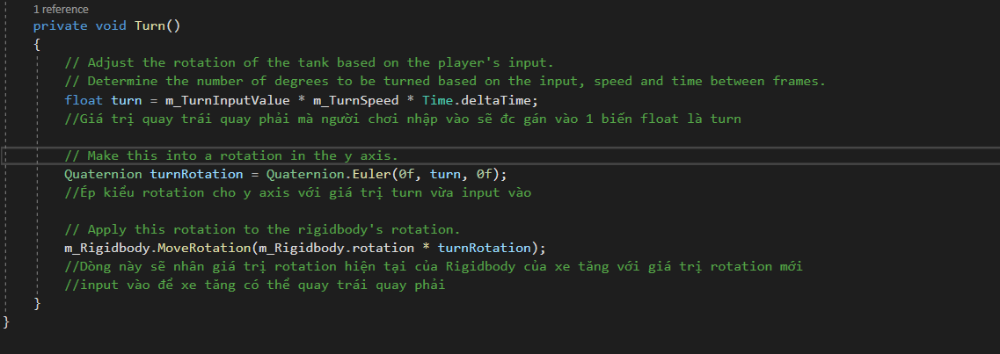 1 reference
private void Turn()
{
// Adjust the rotation of the tank based on the player's input.
// Determine the number of degrees to be turned based on the input, speed and time between frames.
float turn = m_TurnInputValue * m_TurnSpeed * Time.deltaTime;
//Giá trị quay trái quay phải mà người chơi nhập vào sẽ đc gán vào 1 biến float là turn
// Make this into a rotation in the y axis.
Quaternion turnRotation = Quaternion.Euler(0f, turn, 0f);
//Ép kiểu rotation cho y axis với giá trị turn vừa input vào
// Apply this rotation to the rigidbody's rotation.
m_Rigidbody.MoveRotation(m_Rigidbody.rotation * turnRotation);
//Dòng này sẽ nhân giá trị rotation hiện tại của Rigidbody của xe tăng với giá trị rotation mới
//input vào để xe tăng có thể quay trái quay phải
}
}